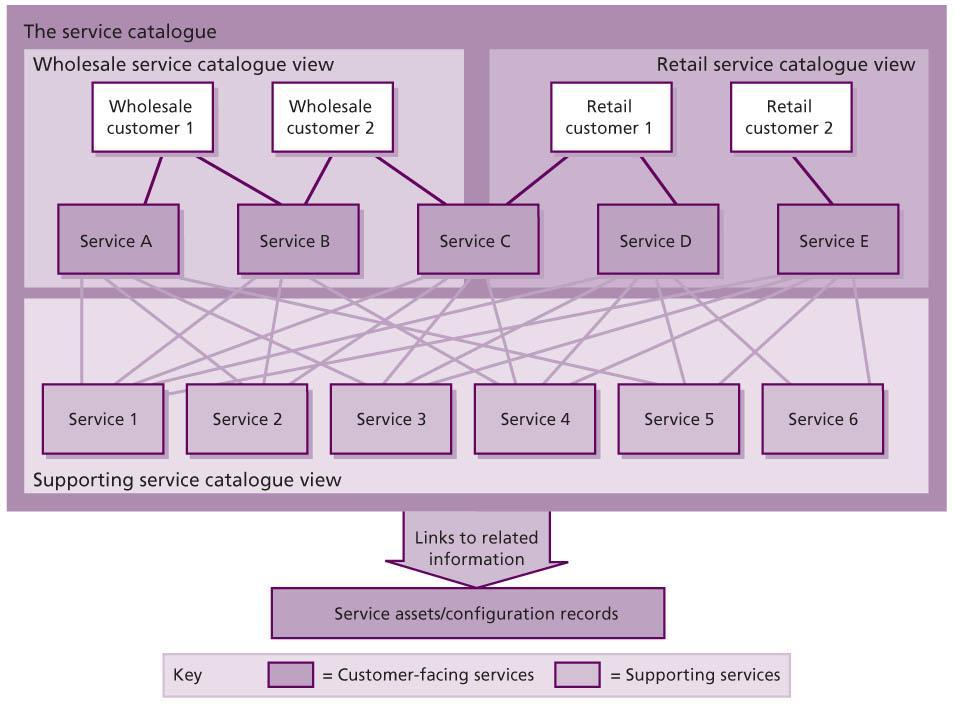 The service catalogue
Wholesale service catalogue view
Retail service catalogue view
Wholesale
customer 1
Wholesale
customer 2
Retail
customer 1
Retail
customer 2
Service A
Service B
Service C
Service D
Service E
Service 1
Service 2
Service 3
Service 4
Service 5
Service 6
Supporting service catalogue view
Links to related
information
Service assets/configuration records
Key
= Customer-facing services
= Supporting services